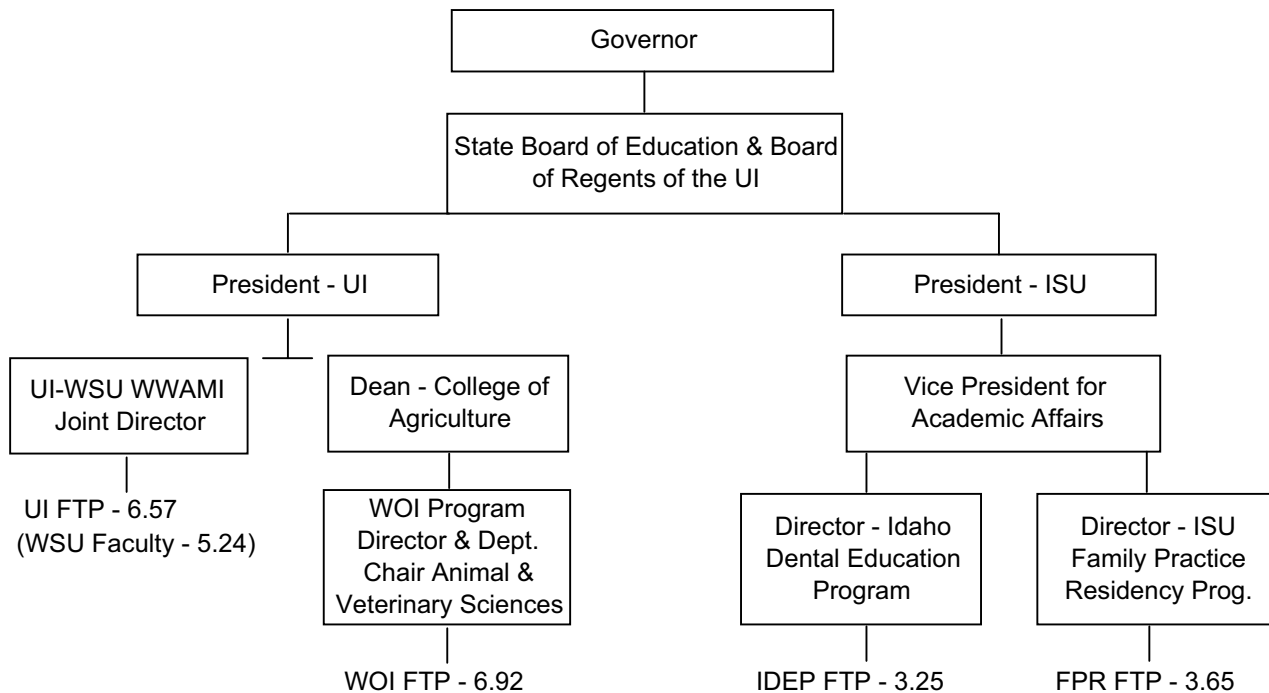 Governor
State Board of Education & Board
of Regents of the UI
President - UI
President - ISU
UI-WSU WWAMI
Joint Director
Dean - College of
Agriculture
Vice President for
Academic Affairs
UI FTP - 6.57
(WSU Faculty - 5.24)
WOI Program
Director & Dept.
Chair Animal &
Veterinary Sciences
Director - Idaho
Dental Education
Program
Director - ISU
Family Practice
Residency Prog.
WOI FTP - 6.92
IDEP FTP - 3.25
FPR FTP - 3.65